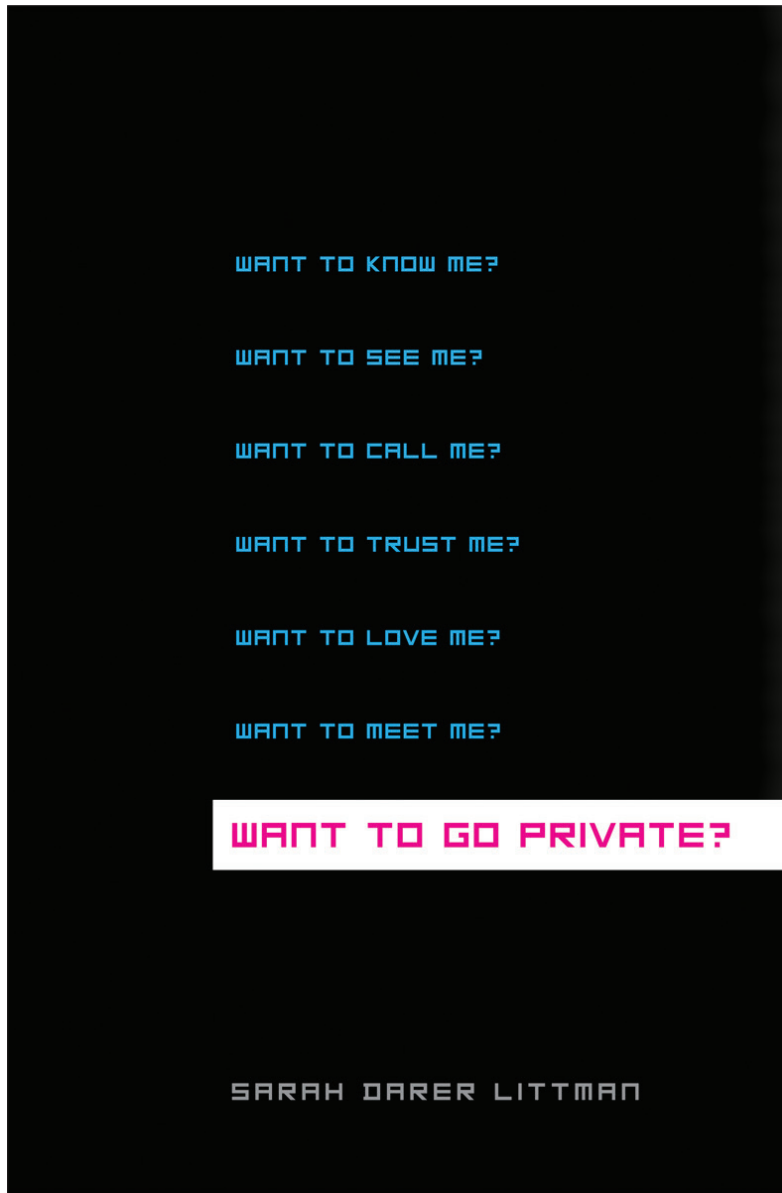 WANT TO KNOW ME?
WANT TO SEE ME?
WANT TO CALL ME?
WANT TO TRUST ME?
WANT TO LOVE ME?
WANT TO MEET ME?
WANT TO GO PRIVATE?
SARAH DARER LITTMAN